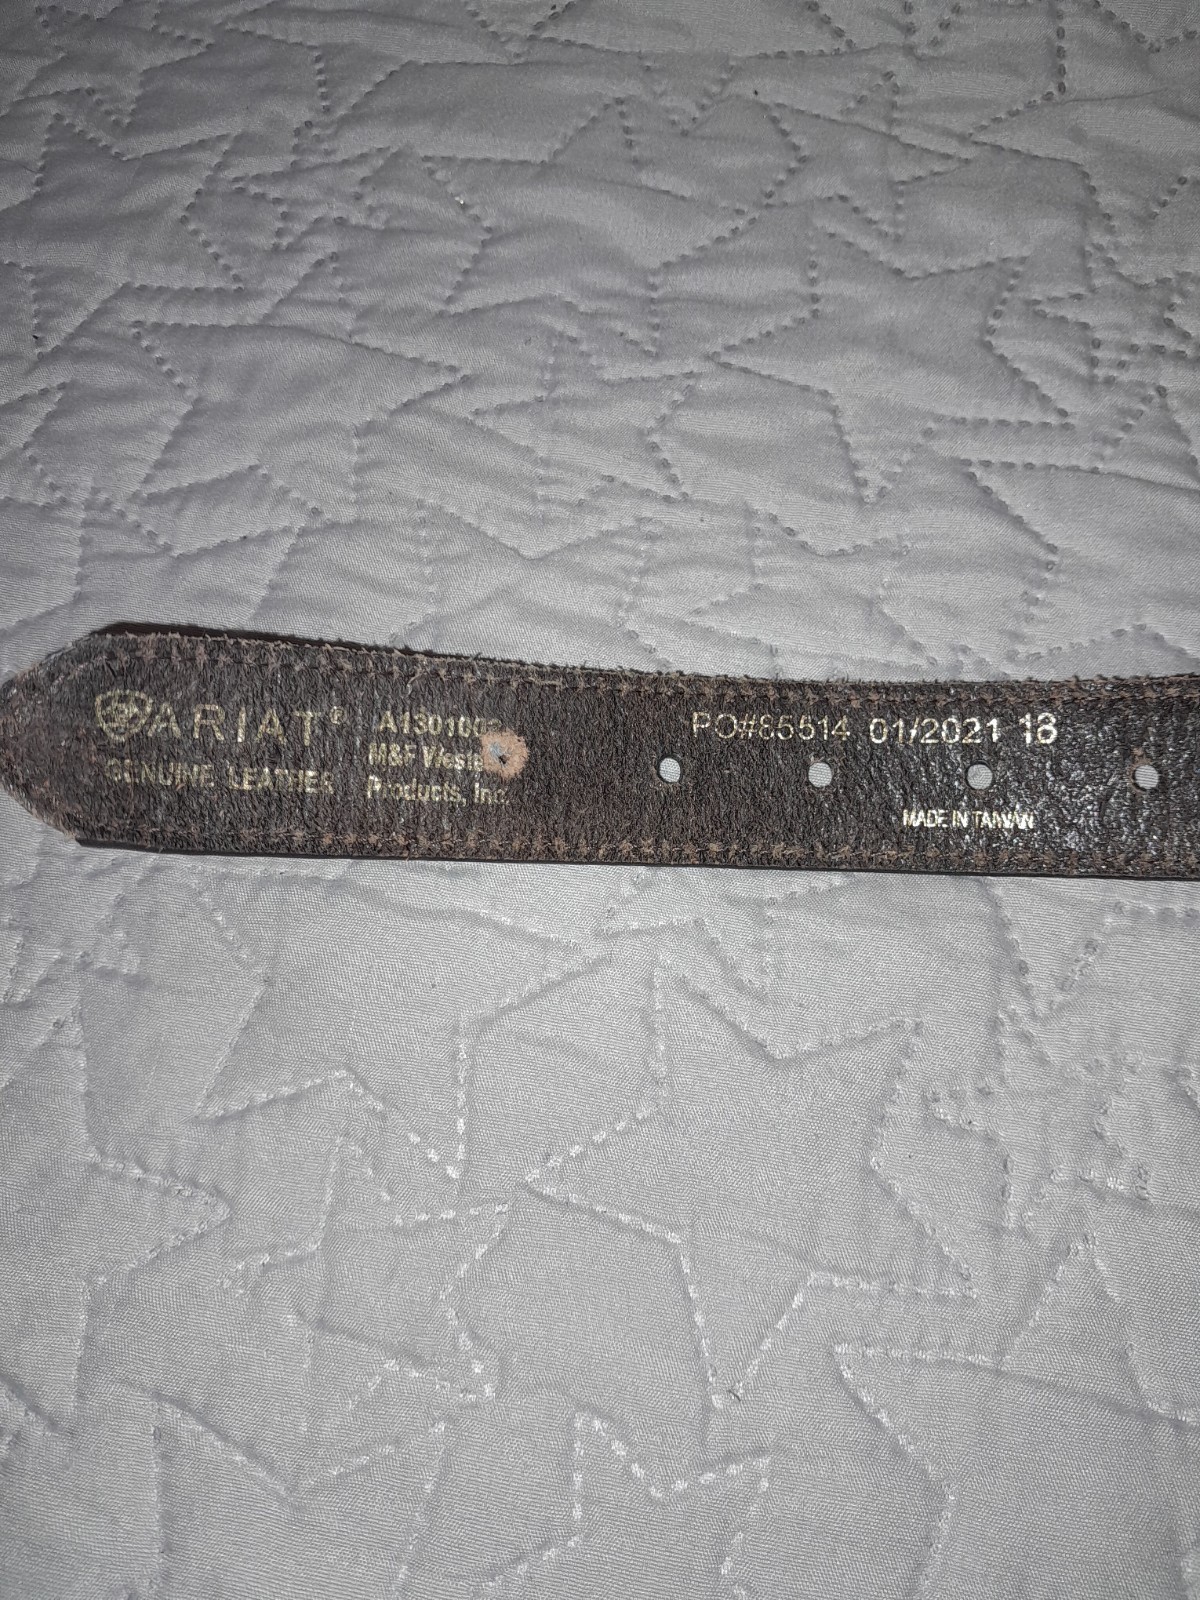 ARIAT®
GENUINE LEATHER
M&F
Products, Inc.
PO#85514 01/2021 18
MADE IN TAIWAN